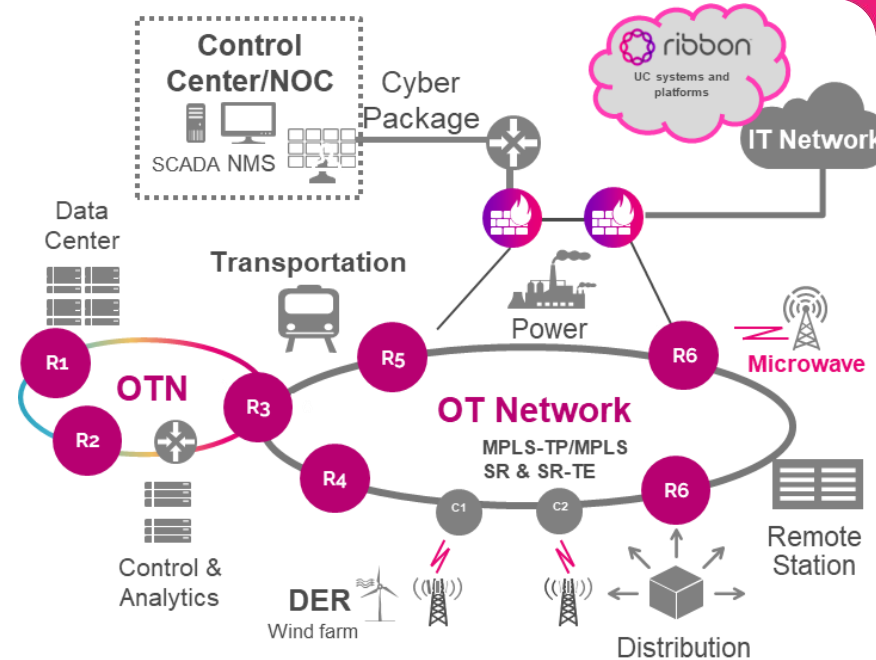 Control
Center/NOC
SCADA NMS
Cyber
Package
ribbon
UC systems and
platforms
IT Network
Data
Center
Transportation
Power
Microwave
R1
R2
OTN
R3
R5
R6
OT Network
MPLS-TP/MPLS
SR & SR-TE
R4
C1
C2
R6
Control &
Analytics
DER
Wind farm
Remote
Station
Distribution